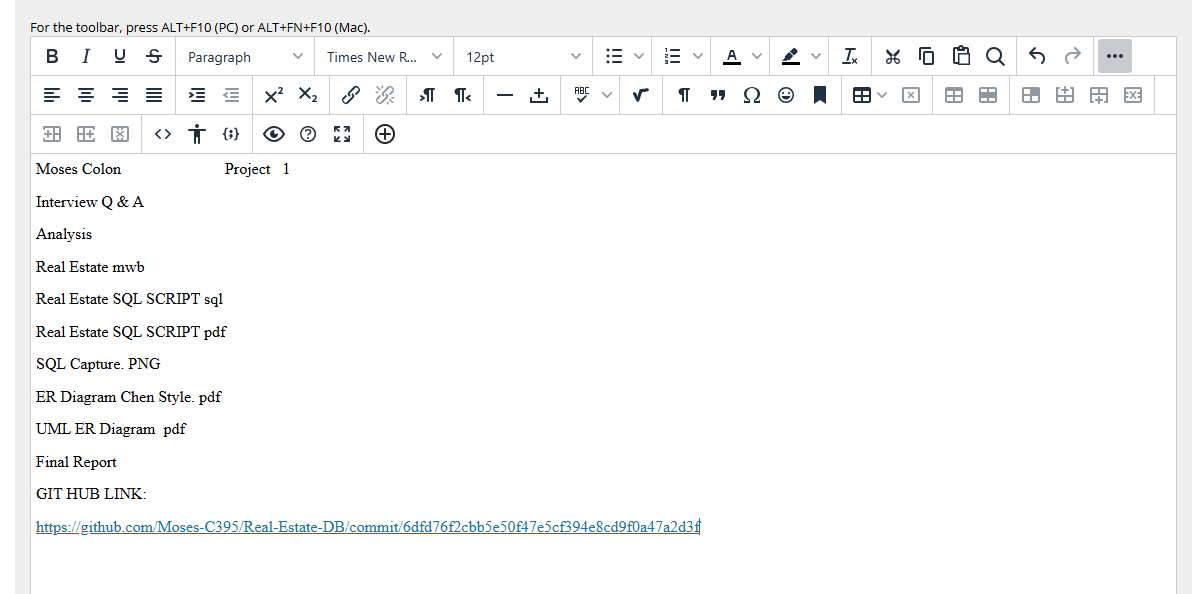 For the toolbar, press ALT+F10 (PC) or ALT+FN+F10 (Mac).
B I U S Paragraph Times New R... 12pt A Ix ...
X² X₂ ABC
Moses Colon Project 1
Interview Q & A
Analysis
Real Estate mwb
Real Estate SQL SCRIPT sql
Real Estate SQL SCRIPT pdf
SQL Capture. PNG
ER Diagram Chen Style. pdf
UML ER Diagram pdf
Final Report
GIT HUB LINK:
https://github.com/Moses-C395/Real-Estate-DB/commit/6dfd76f2cbb5e50f47e5cf394e8cd9f0a47a2d3f